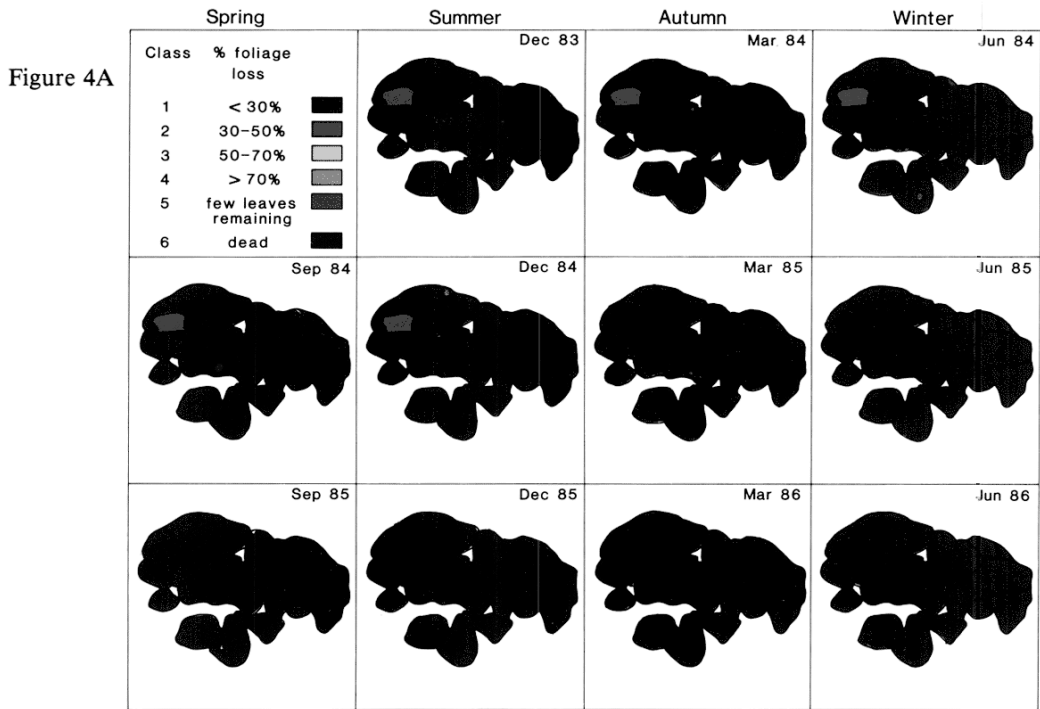 Spring Summer Autumn Winter
Figure 4A
Class % foliage
loss
1 < 30%
2 30-50%
3 50-70%
4 > 70%
5 few leaves
remaining
6 dead
Dec 83
Mar 84
Jun 84
Sep 84
Dec 84
Mar 85
Jun 85
Sep 85
Dec 85
Mar 86
Jun 86